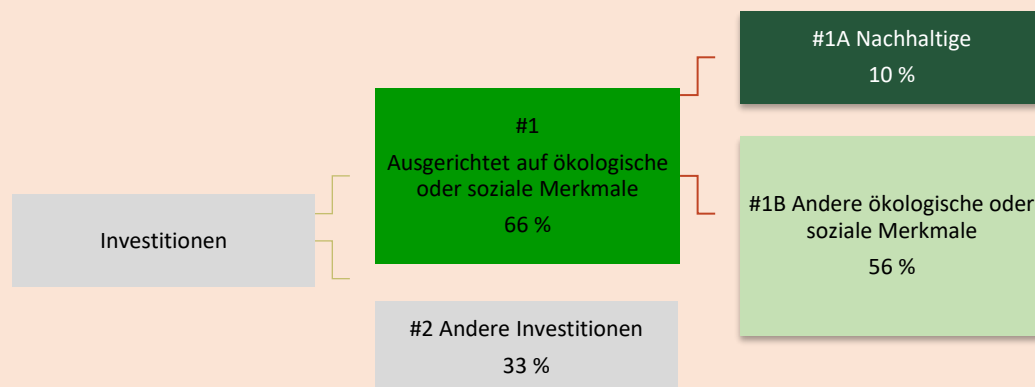 Investitionen
#1
Ausgerichtet auf ökologische
oder soziale Merkmale
66 %
#2 Andere Investitionen
33 %
#1A Nachhaltige
10 %
#1B Andere ökologische oder
soziale Merkmale
56 %